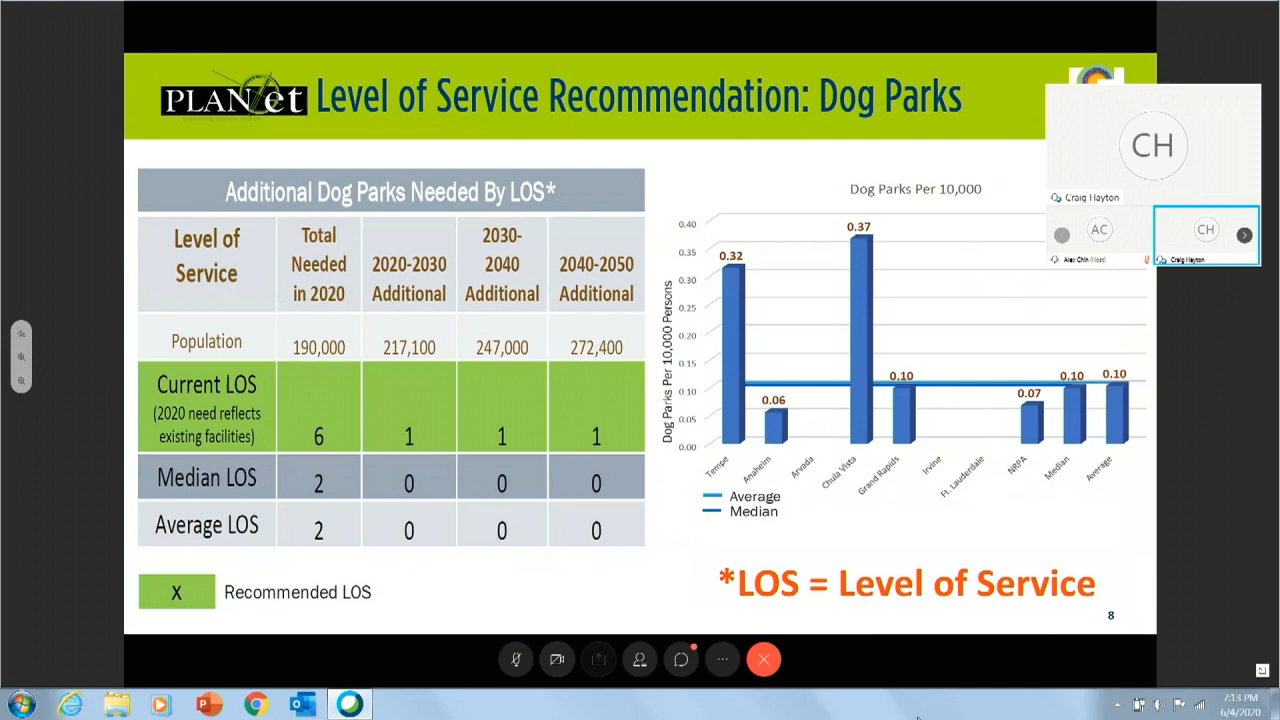 PLANet Level of Service Recommendation: Dog Parks
CH
Craig Hayton
AC
CH
Alex Chin (Host)
Craig Hayton
Additional Dog Parks Needed By LOS*
Level of Service
Total Needed in 2020
2020-2030 Additional
2030-2040 Additional
2040-2050 Additional
Population 190,000 217,100 247,000 272,400
Current LOS
(2020 need reflects
existing facilities) 6 1 1 1
Median LOS 2 0 0 0
Average LOS 2 0 0 0
X Recommended LOS
Dog Parks Per 10,000
Dog Parks Per 10,000 Persons
0.40
0.35
0.30
0.25
0.20
0.15
0.10
0.05
0.00
0.32
0.06
0.37
0.10
0.07
0.10
0.10
Tempe
Anaheim
Arvada
Chula Vista
Grand Rapids
Irvine
Ft. Lauderdale
NRPA
Median
Average
Average
Median
*LOS = Level of Service
8
7:13 PM
6/4/2020